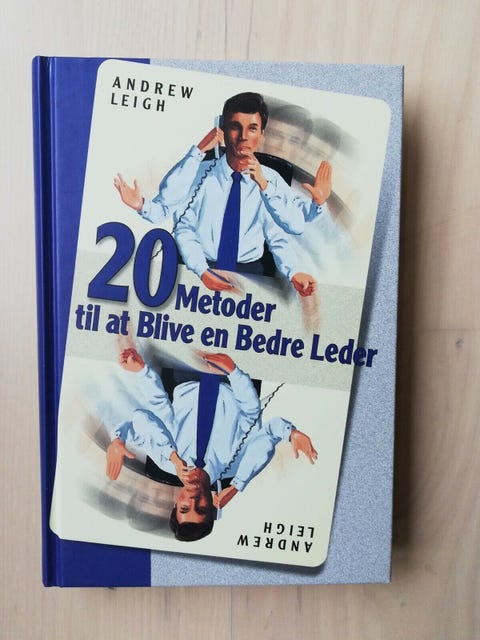 ANDREW
LEIGH
20 Metoder
til at Blive en Bedre Leder
ANDREW
LEIGH